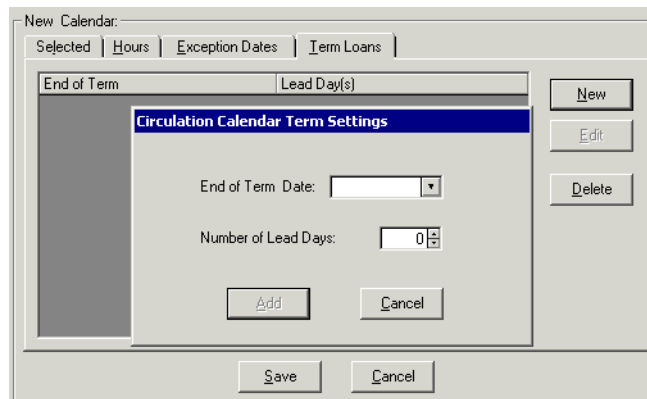 New Calendar:
Selected Hours Exception Dates Term Loans
End of Term Lead Day(s)
New
Circulation Calendar Term Settings
Edit
End of Term Date:
Delete
Number of Lead Days: 0
Add Cancel
Save Cancel